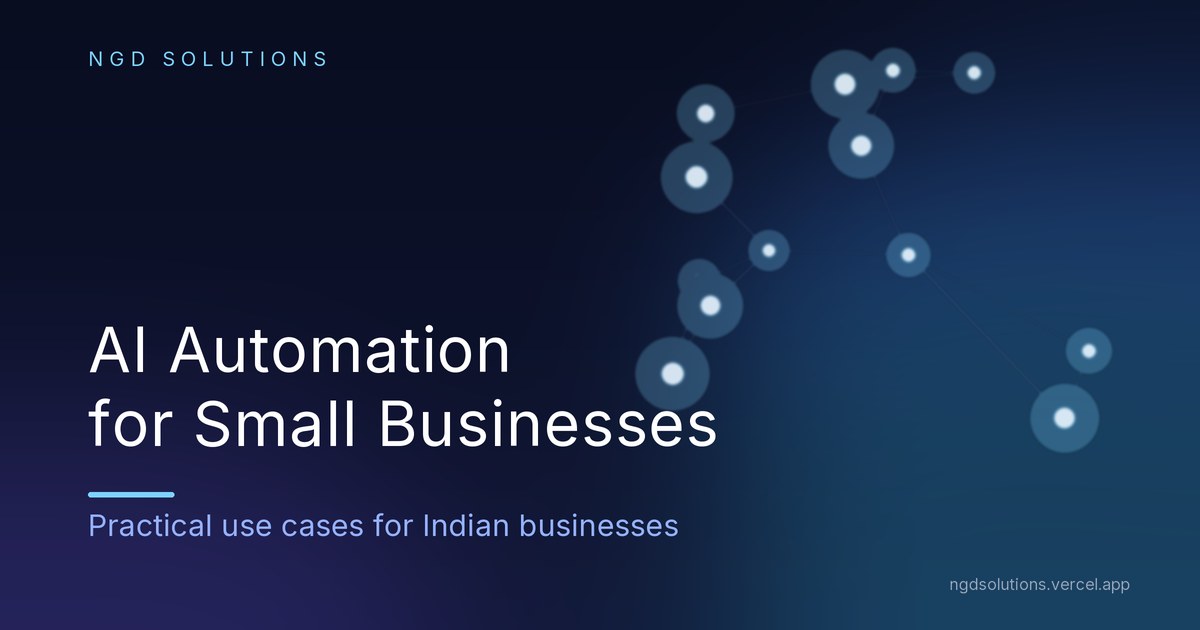 NGD SOLUTIONS
AI Automation
for Small Businesses
Practical use cases for Indian businesses
ngdsolutions.vercel.app